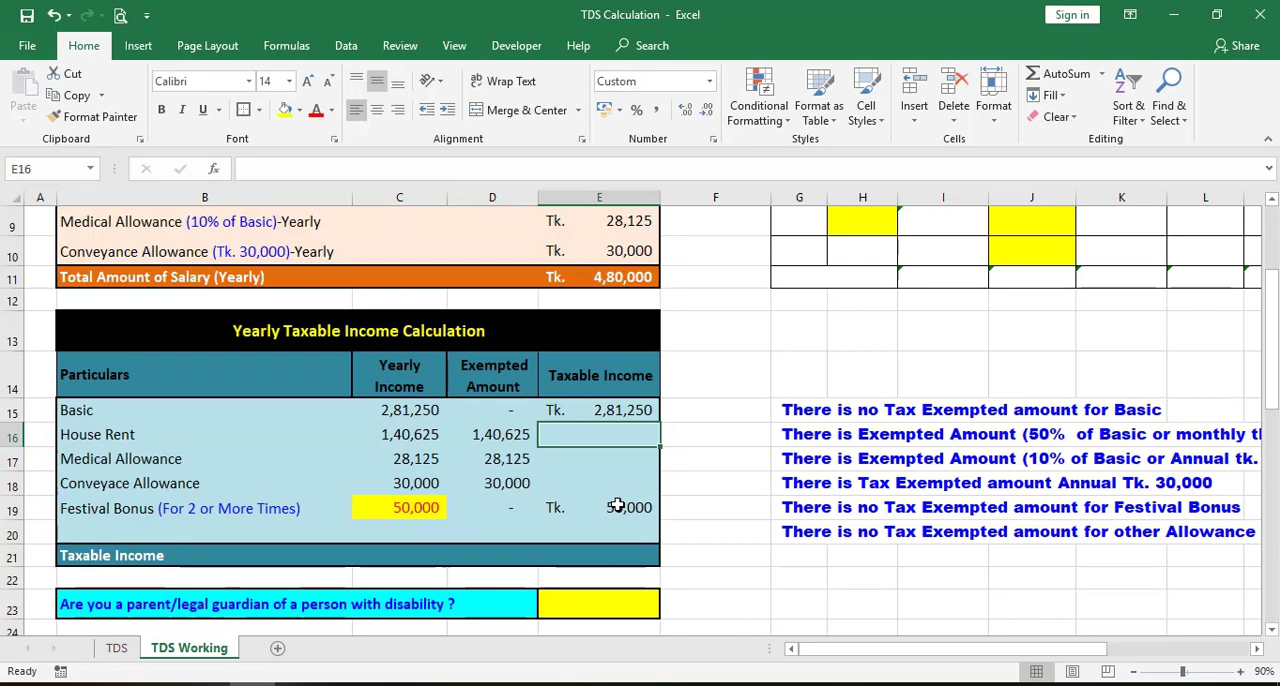 TDS Calculation - Excel
Sign in
File Home Insert Page Layout Formulas Data Review View Developer Help Search Share
Paste
Cut
Copy
Format Painter
Clipboard
Calibri 14
B I U
Font
Wrap Text
Merge & Center
Alignment
Custom
Number
Conditional Formatting
Format as Table
Cell Styles
Styles
Insert Delete Format
Cells
AutoSum
Fill
Clear
Sort & Filter
Find & Select
Editing
E16
fx
A B C D E F G H I J K L
9 Medical Allowance (10% of Basic)-Yearly Tk. 28,125
10 Conveyance Allowance (Tk. 30,000)-Yearly Tk. 30,000
11 Total Amount of Salary (Yearly) Tk. 4,80,000
12
13 Yearly Taxable Income Calculation
14 Particulars Yearly Income Exempted Amount Taxable Income
15 Basic 2,81,250 - Tk. 2,81,250 There is no Tax Exempted amount for Basic
16 House Rent 1,40,625 1,40,625 There is Exempted Amount (50% of Basic or monthly
17 Medical Allowance 28,125 28,125 There is Exempted Amount (10% of Basic or Annual tk.
18 Conveyace Allowance 30,000 30,000 There is Tax Exempted amount Annual Tk. 30,000
19 Festival Bonus (For 2 or More Times) 50,000 - Tk. 50,000 There is no Tax Exempted amount for Festival Bonus
20 There is no Tax Exempted amount for other Allowance
21 Taxable Income
22
23 Are you a parent/legal guardian of a person with disability ?
24
TDS TDS Working
Ready
90%